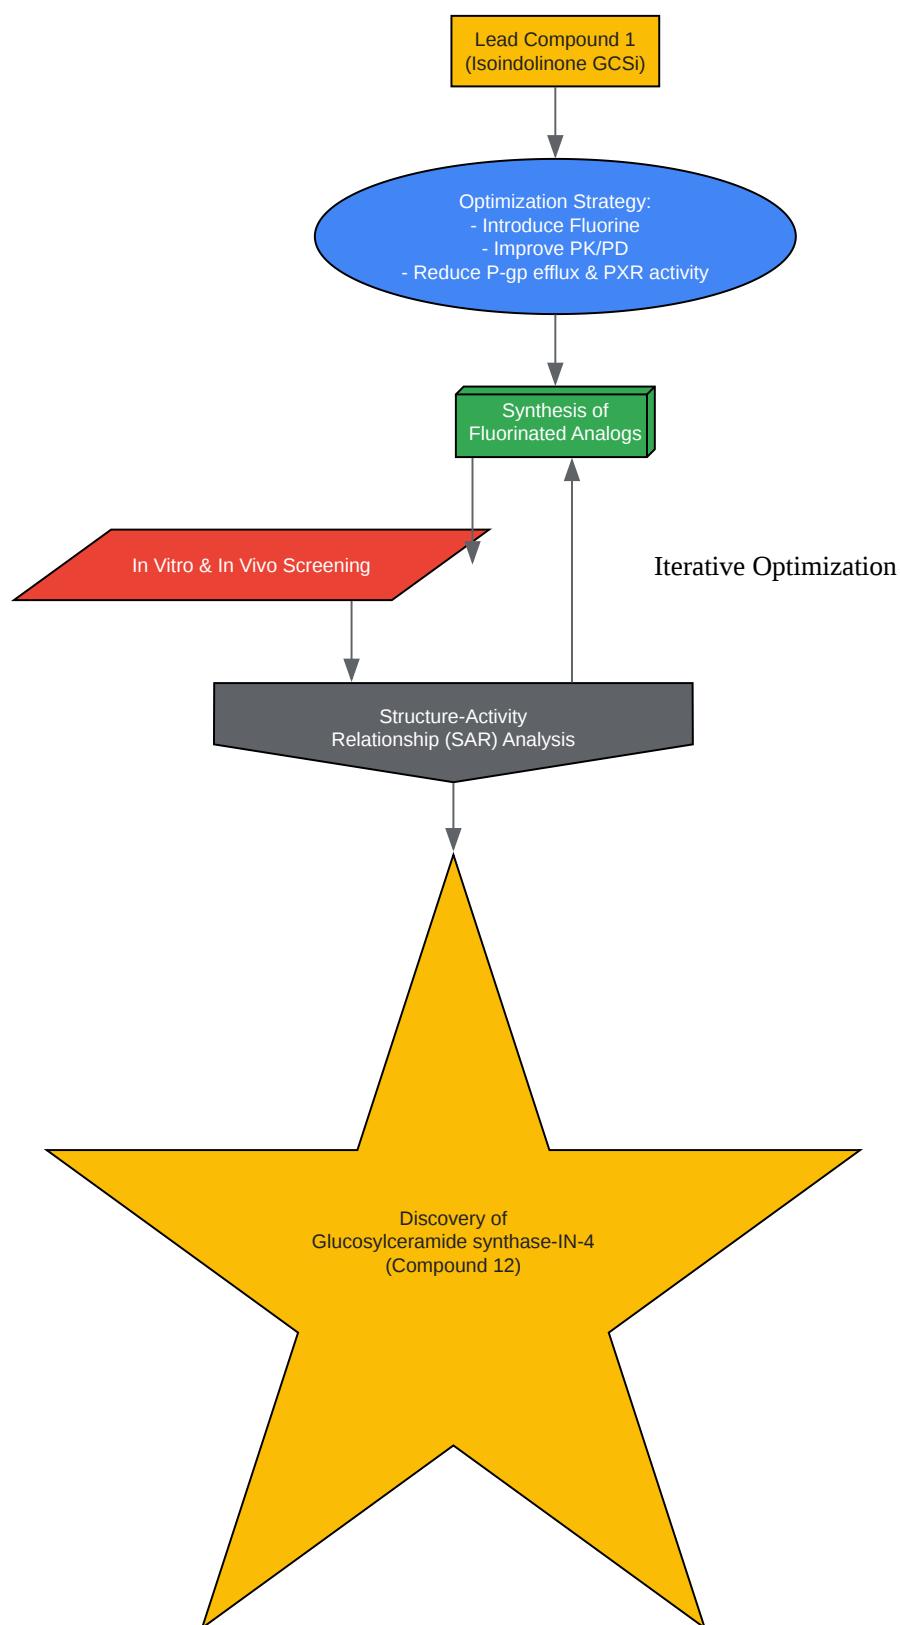 Lead Compound 1
(Isoindolinone GCSi)
Optimization Strategy:
- Introduce Fluorine
- Improve PK/PD
- Reduce P-gp efflux & PXR activity
Synthesis of
Fluorinated Analogs
In Vitro & In Vivo Screening
Iterative Optimization
Structure-Activity
Relationship (SAR) Analysis
Discovery of
Glucosylceramide synthase-IN-4
(Compound 12)